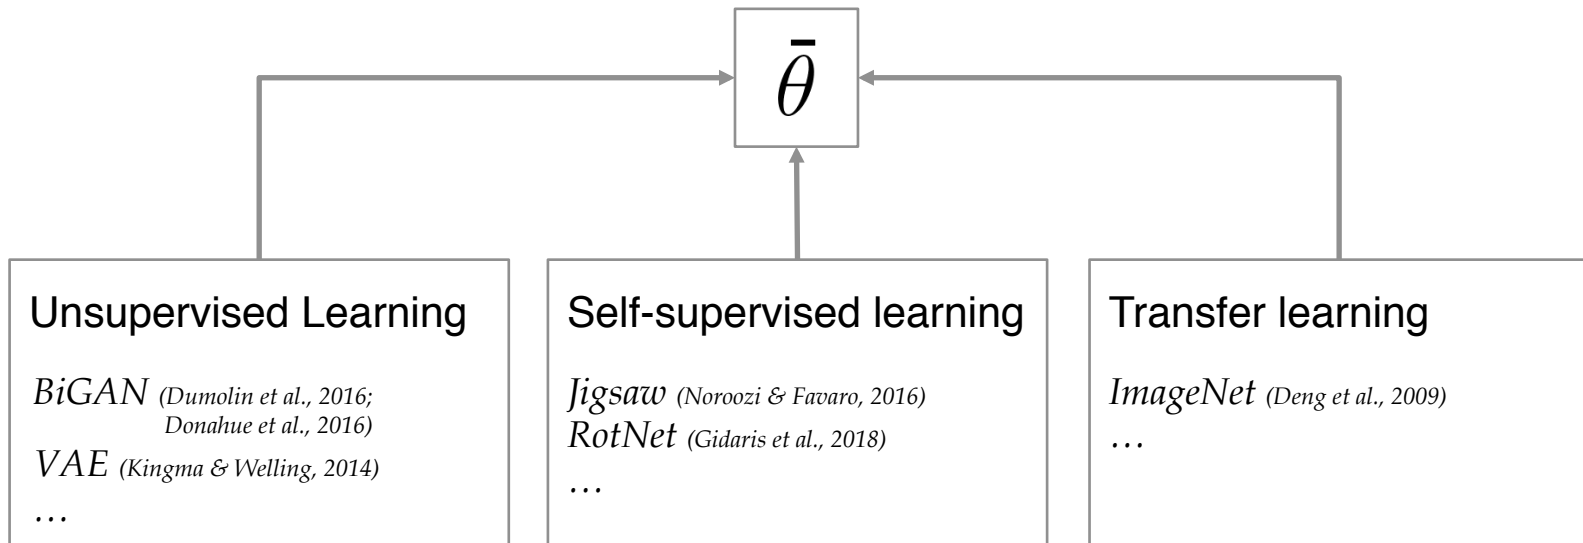 θ̄
Unsupervised Learning
BiGAN (Dumolin et al., 2016;
Donahue et al., 2016)
VAE (Kingma & Welling, 2014)
…
Self-supervised learning
Jigsaw (Noroozi & Favaro, 2016)
RotNet (Gidaris et al., 2018)
…
Transfer learning
ImageNet (Deng et al., 2009)
…